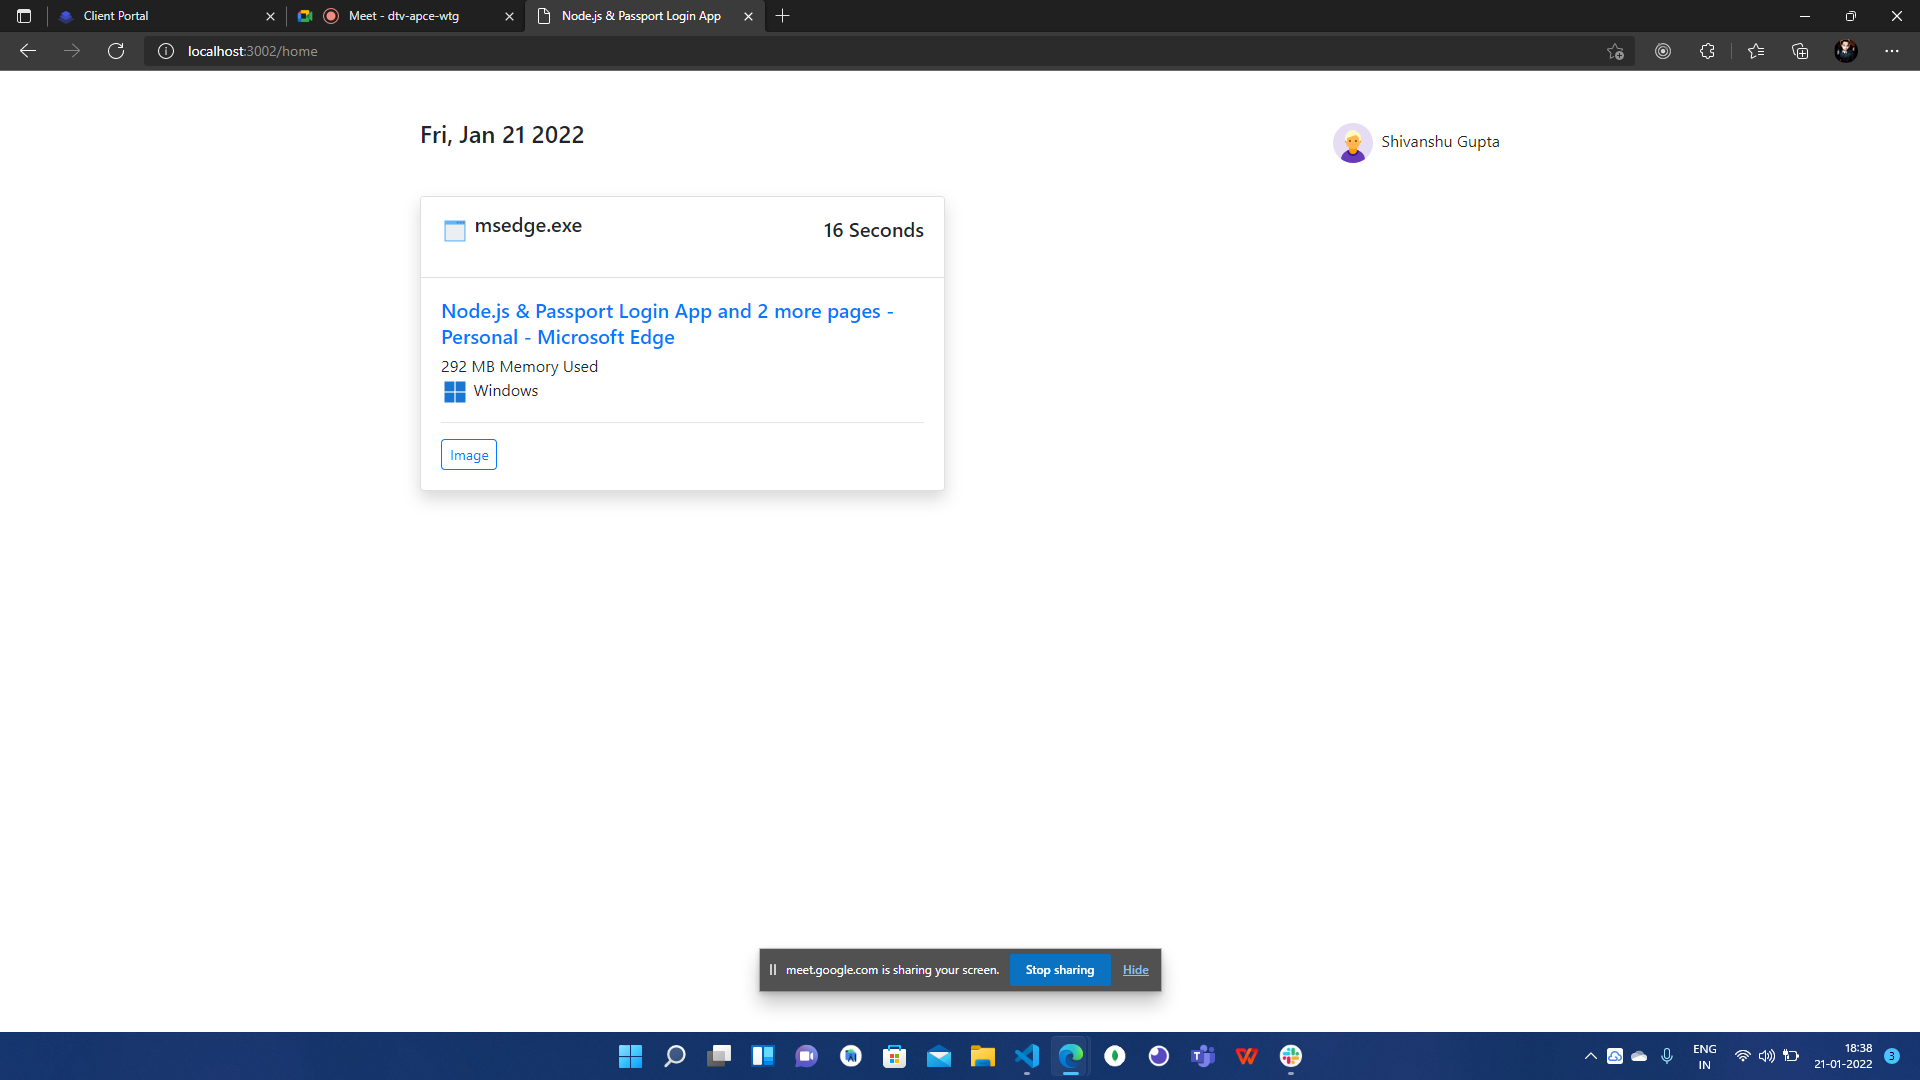 Client Portal
Meet - dtv-apce-wtg
Node.js & Passport Login App
localhost:3002/home
Fri, Jan 21 2022
Shivanshu Gupta
msedge.exe
16 Seconds
Node.js & Passport Login App and 2 more pages -
Personal - Microsoft Edge
292 MB Memory Used
Windows
Image
meet.google.com is sharing your screen.
Stop sharing
Hide
ENG
IN
18:38
21-01-2022
3